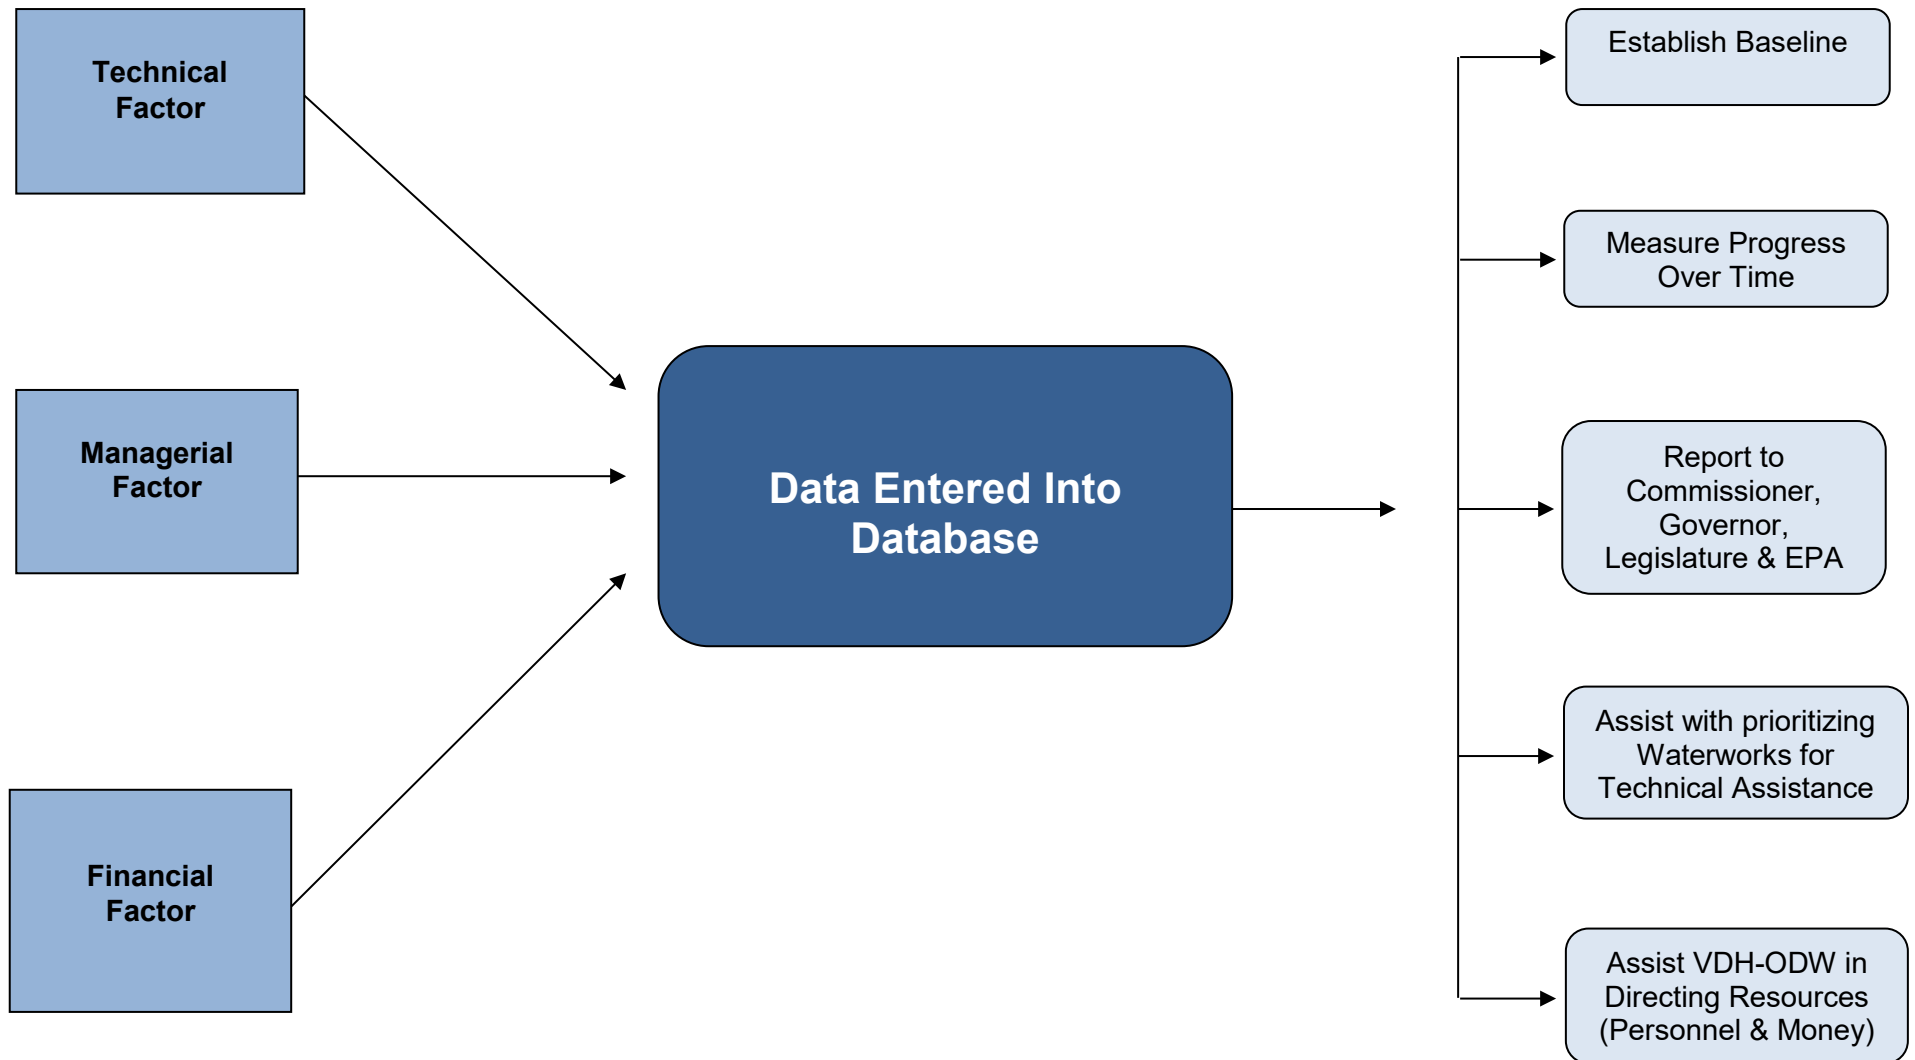 Technical
Factor
Managerial
Factor
Financial
Factor
Data Entered Into
Database
Establish Baseline
Measure Progress
Over Time
Report to
Commissioner,
Governor,
Legislature & EPA
Assist with prioritizing
Waterworks for
Technical Assistance
Assist VDH-ODW in
Directing Resources
(Personnel & Money)